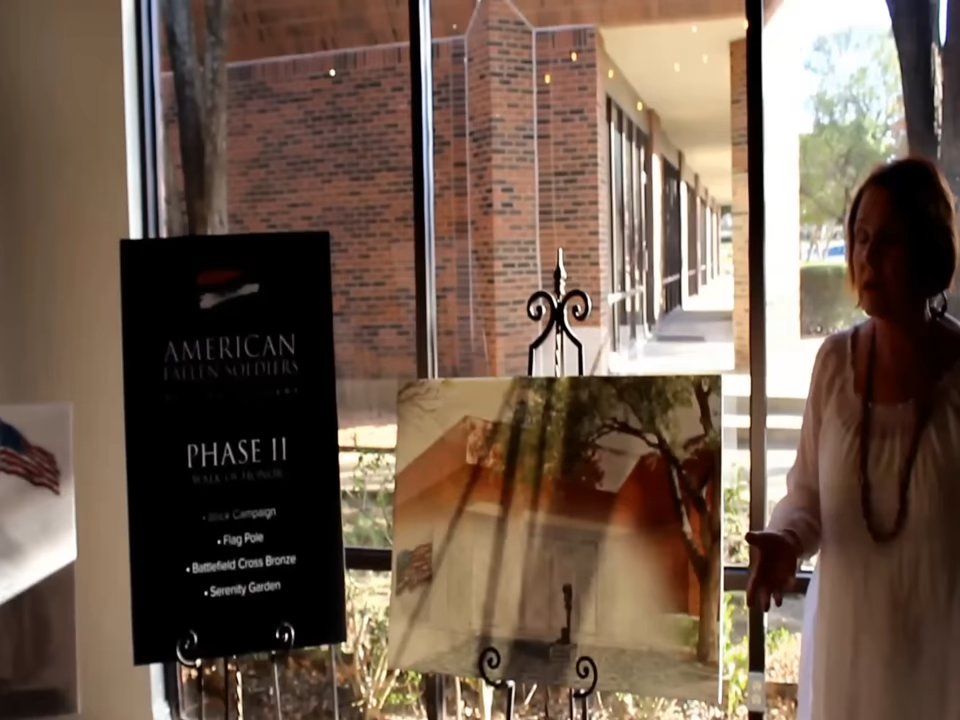 AMERICAN
FALLEN SOLDIERS
PHASE II
WALK OF HONOR
• Brick Campaign
• Flag Pole
• Battlefield Cross Bronze
• Serenity Garden